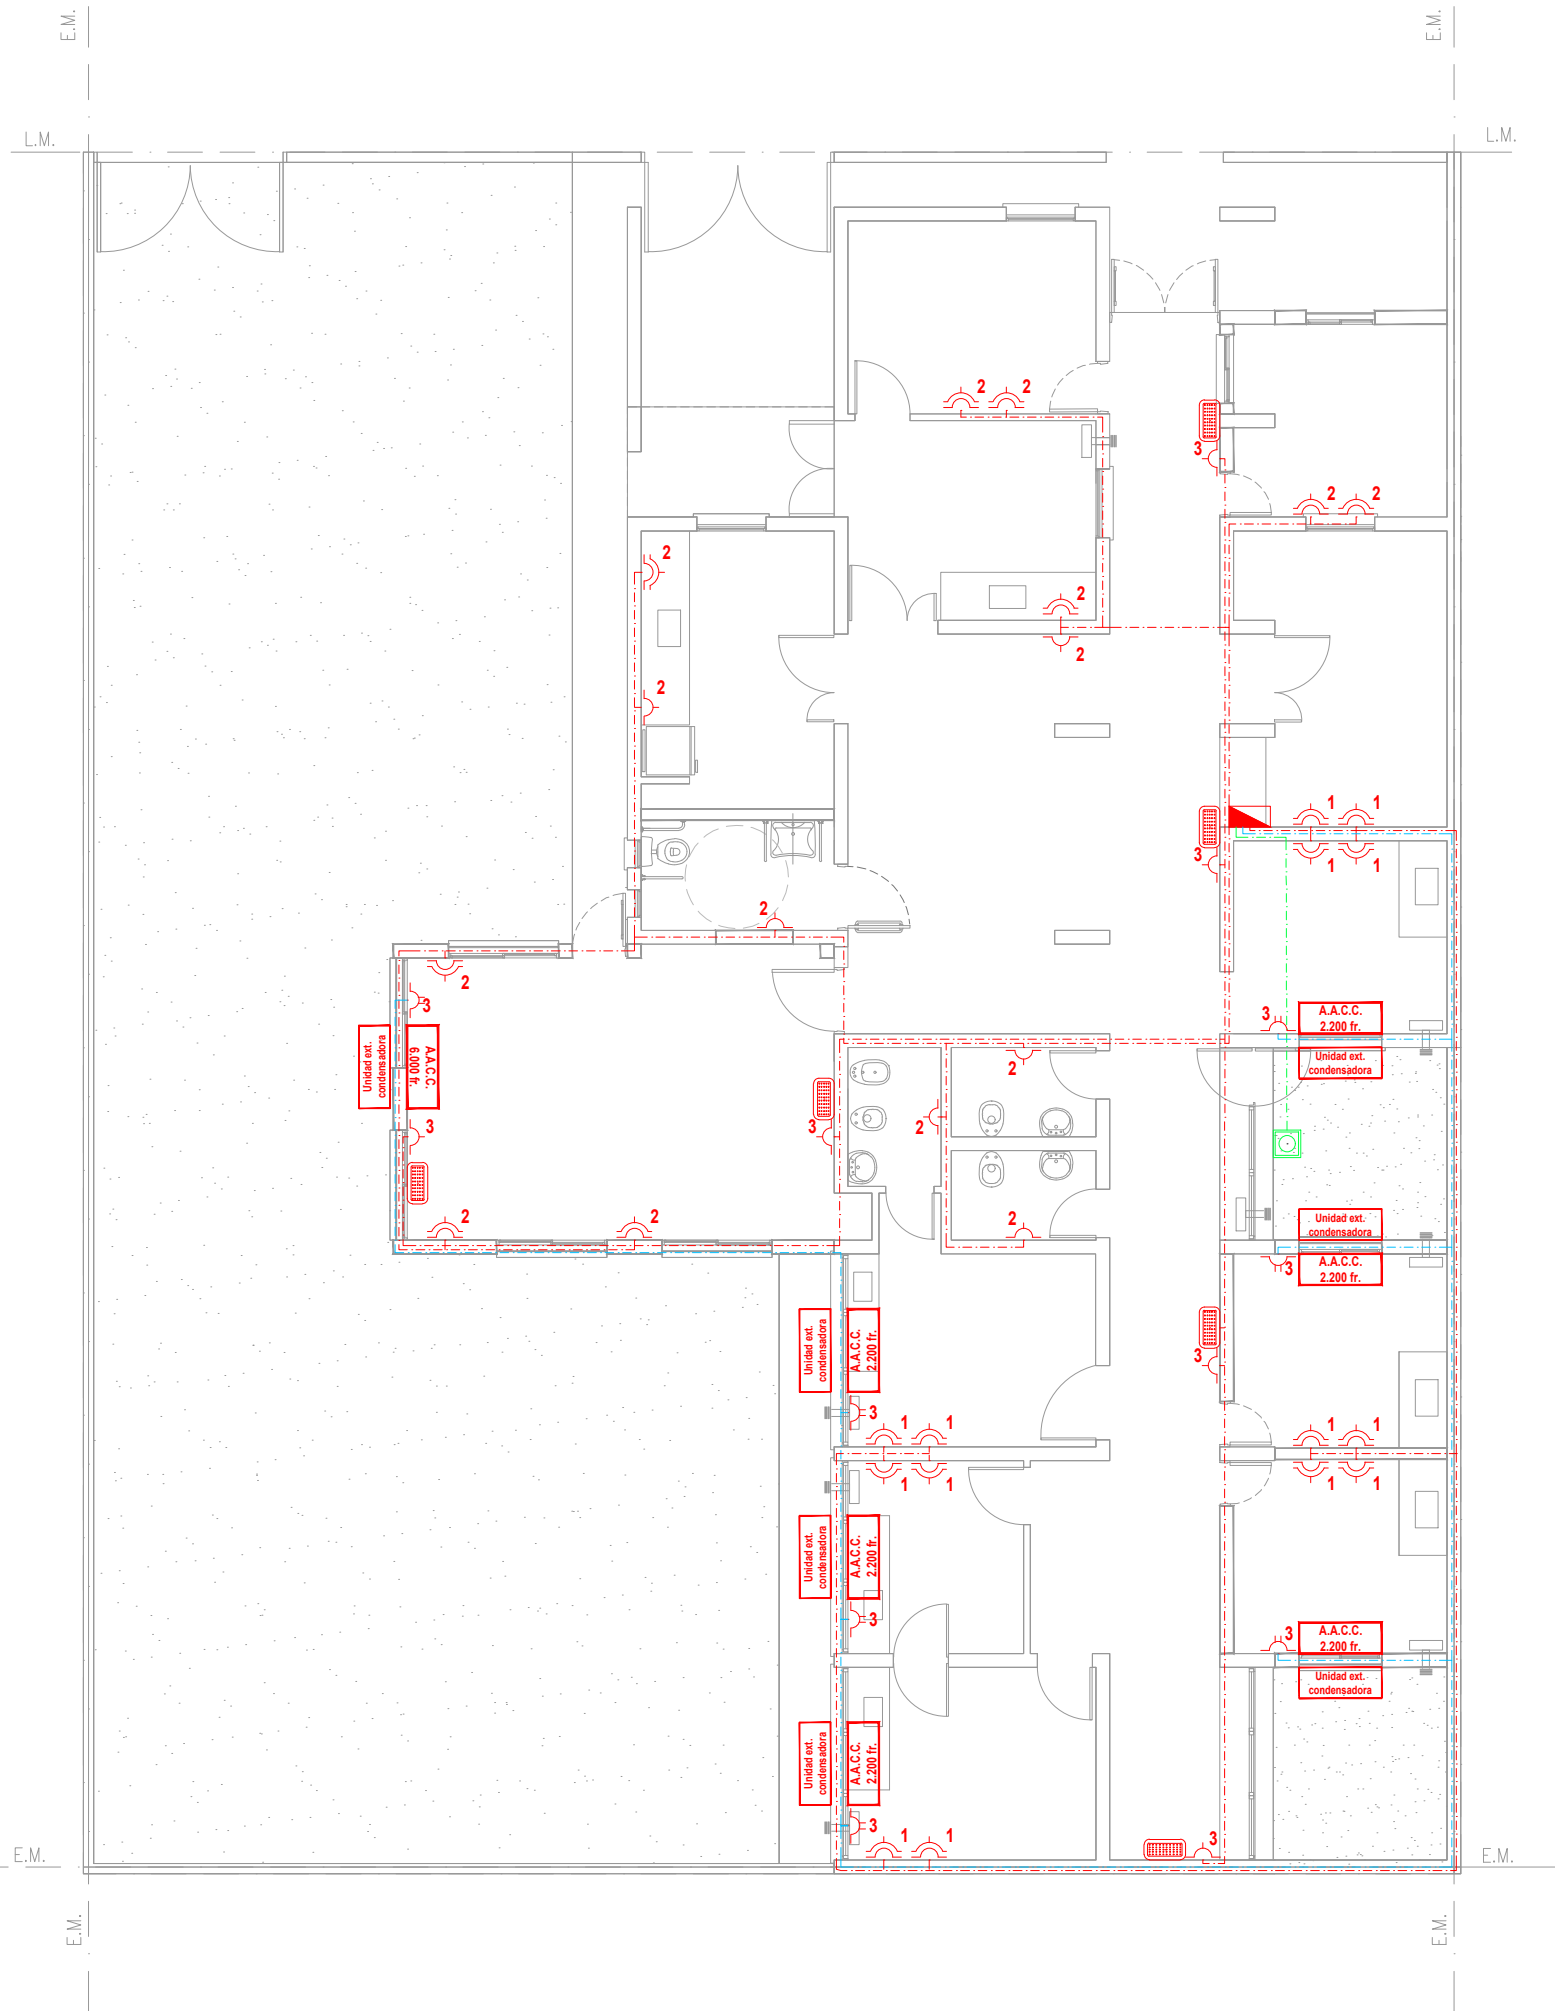 E.M.
E.M.
L.M.
L.M.
2
2
3
2
2
2
2
2
2
1
1
3
1
1
2
2
3
3
A.A.C.C.
2.200 fr.
Unidad ext.
condensadora
Unidad ext.
condensadora
A.A.C.C.
6.000 fr.
2
2
3
3
2
2
2
Unidad ext.
condensadora
3
A.A.C.C.
2.200 fr.
Unidad ext.
condensadora
A.A.C.C.
2.200 fr.
3
3
1
1
1
1
1
1
1
1
Unidad ext.
condensadora
A.A.C.C.
2.200 fr.
3
3
A.A.C.C.
2.200 fr.
Unidad ext.
condensadora
Unidad ext.
condensadora
A.A.C.C.
2.200 fr.
3
1
1
3
E.M.
E.M.
E.M.
E.M.